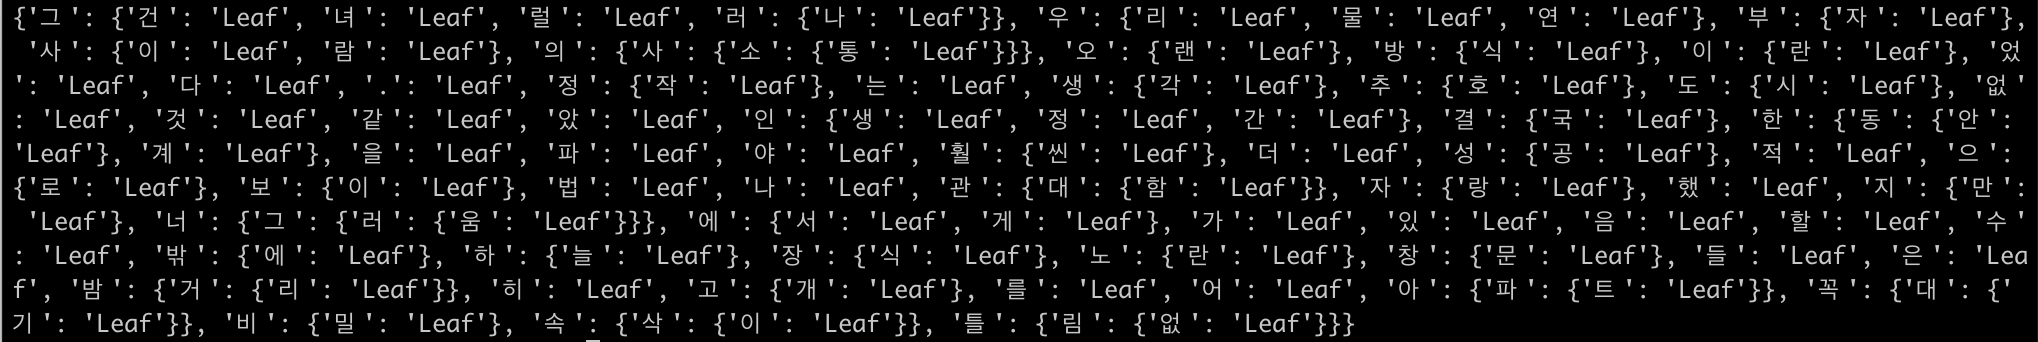 {'그': {'건': 'Leaf', '녀': 'Leaf', '럴': 'Leaf', '러': {'나': 'Leaf'}}, '우': {'리': 'Leaf', '물': 'Leaf', '연': 'Leaf'}, '부': {'자': 'Leaf'},
'사': {'이': 'Leaf', '람': 'Leaf'}, '의': {'사': {'소': {'통': 'Leaf'}}}, '오': {'랜': 'Leaf'}, '방': {'식': 'Leaf'}, '이': {'란': 'Leaf'}, '었
': 'Leaf', '다': 'Leaf', '.': 'Leaf', '정': {'작': 'Leaf'}, '는': 'Leaf', '생': {'각': 'Leaf'}, '추': {'호': 'Leaf'}, '도': {'시': 'Leaf'}, '없'
: 'Leaf', '것': 'Leaf', '같': 'Leaf', '았': 'Leaf', '인': {'생': 'Leaf', '정': 'Leaf', '간': 'Leaf'}, '결': {'국': 'Leaf'}, '한': {'동': {'안':
'Leaf'}, '계': 'Leaf'}, '을': 'Leaf', '파': 'Leaf', '야': 'Leaf', '훨': {'씬': 'Leaf'}, '더': 'Leaf', '성': {'공': 'Leaf'}, '적': 'Leaf', '으':
{'로': 'Leaf'}, '보': {'이': 'Leaf'}, '법': 'Leaf', '나': 'Leaf', '관': {'대': {'함': 'Leaf'}}, '자': {'랑': 'Leaf'}, '했': 'Leaf', '지': {'만':
'Leaf'}, '너': {'그': {'러': {'움': 'Leaf'}}}, '에': {'서': 'Leaf', '게': 'Leaf'}, '가': 'Leaf', '있': 'Leaf', '음': 'Leaf', '할': 'Leaf', '수'
: 'Leaf', '밖': {'에': 'Leaf'}, '하': {'늘': 'Leaf'}, '장': {'식': 'Leaf'}, '노': {'란': 'Leaf'}, '창': {'문': 'Leaf'}, '들': 'Leaf', '은': 'Lea
f', '밤': {'거': {'리': 'Leaf'}}, '히': 'Leaf', '고': {'개': 'Leaf'}, '를': 'Leaf', '어': 'Leaf', '아': {'파': {'트': 'Leaf'}}, '꼭': {'대': {'
기': 'Leaf'}}, '비': {'밀': 'Leaf'}, '속': {'삭': {'이': 'Leaf'}}, '틀': {'림': {'없': 'Leaf'}}}